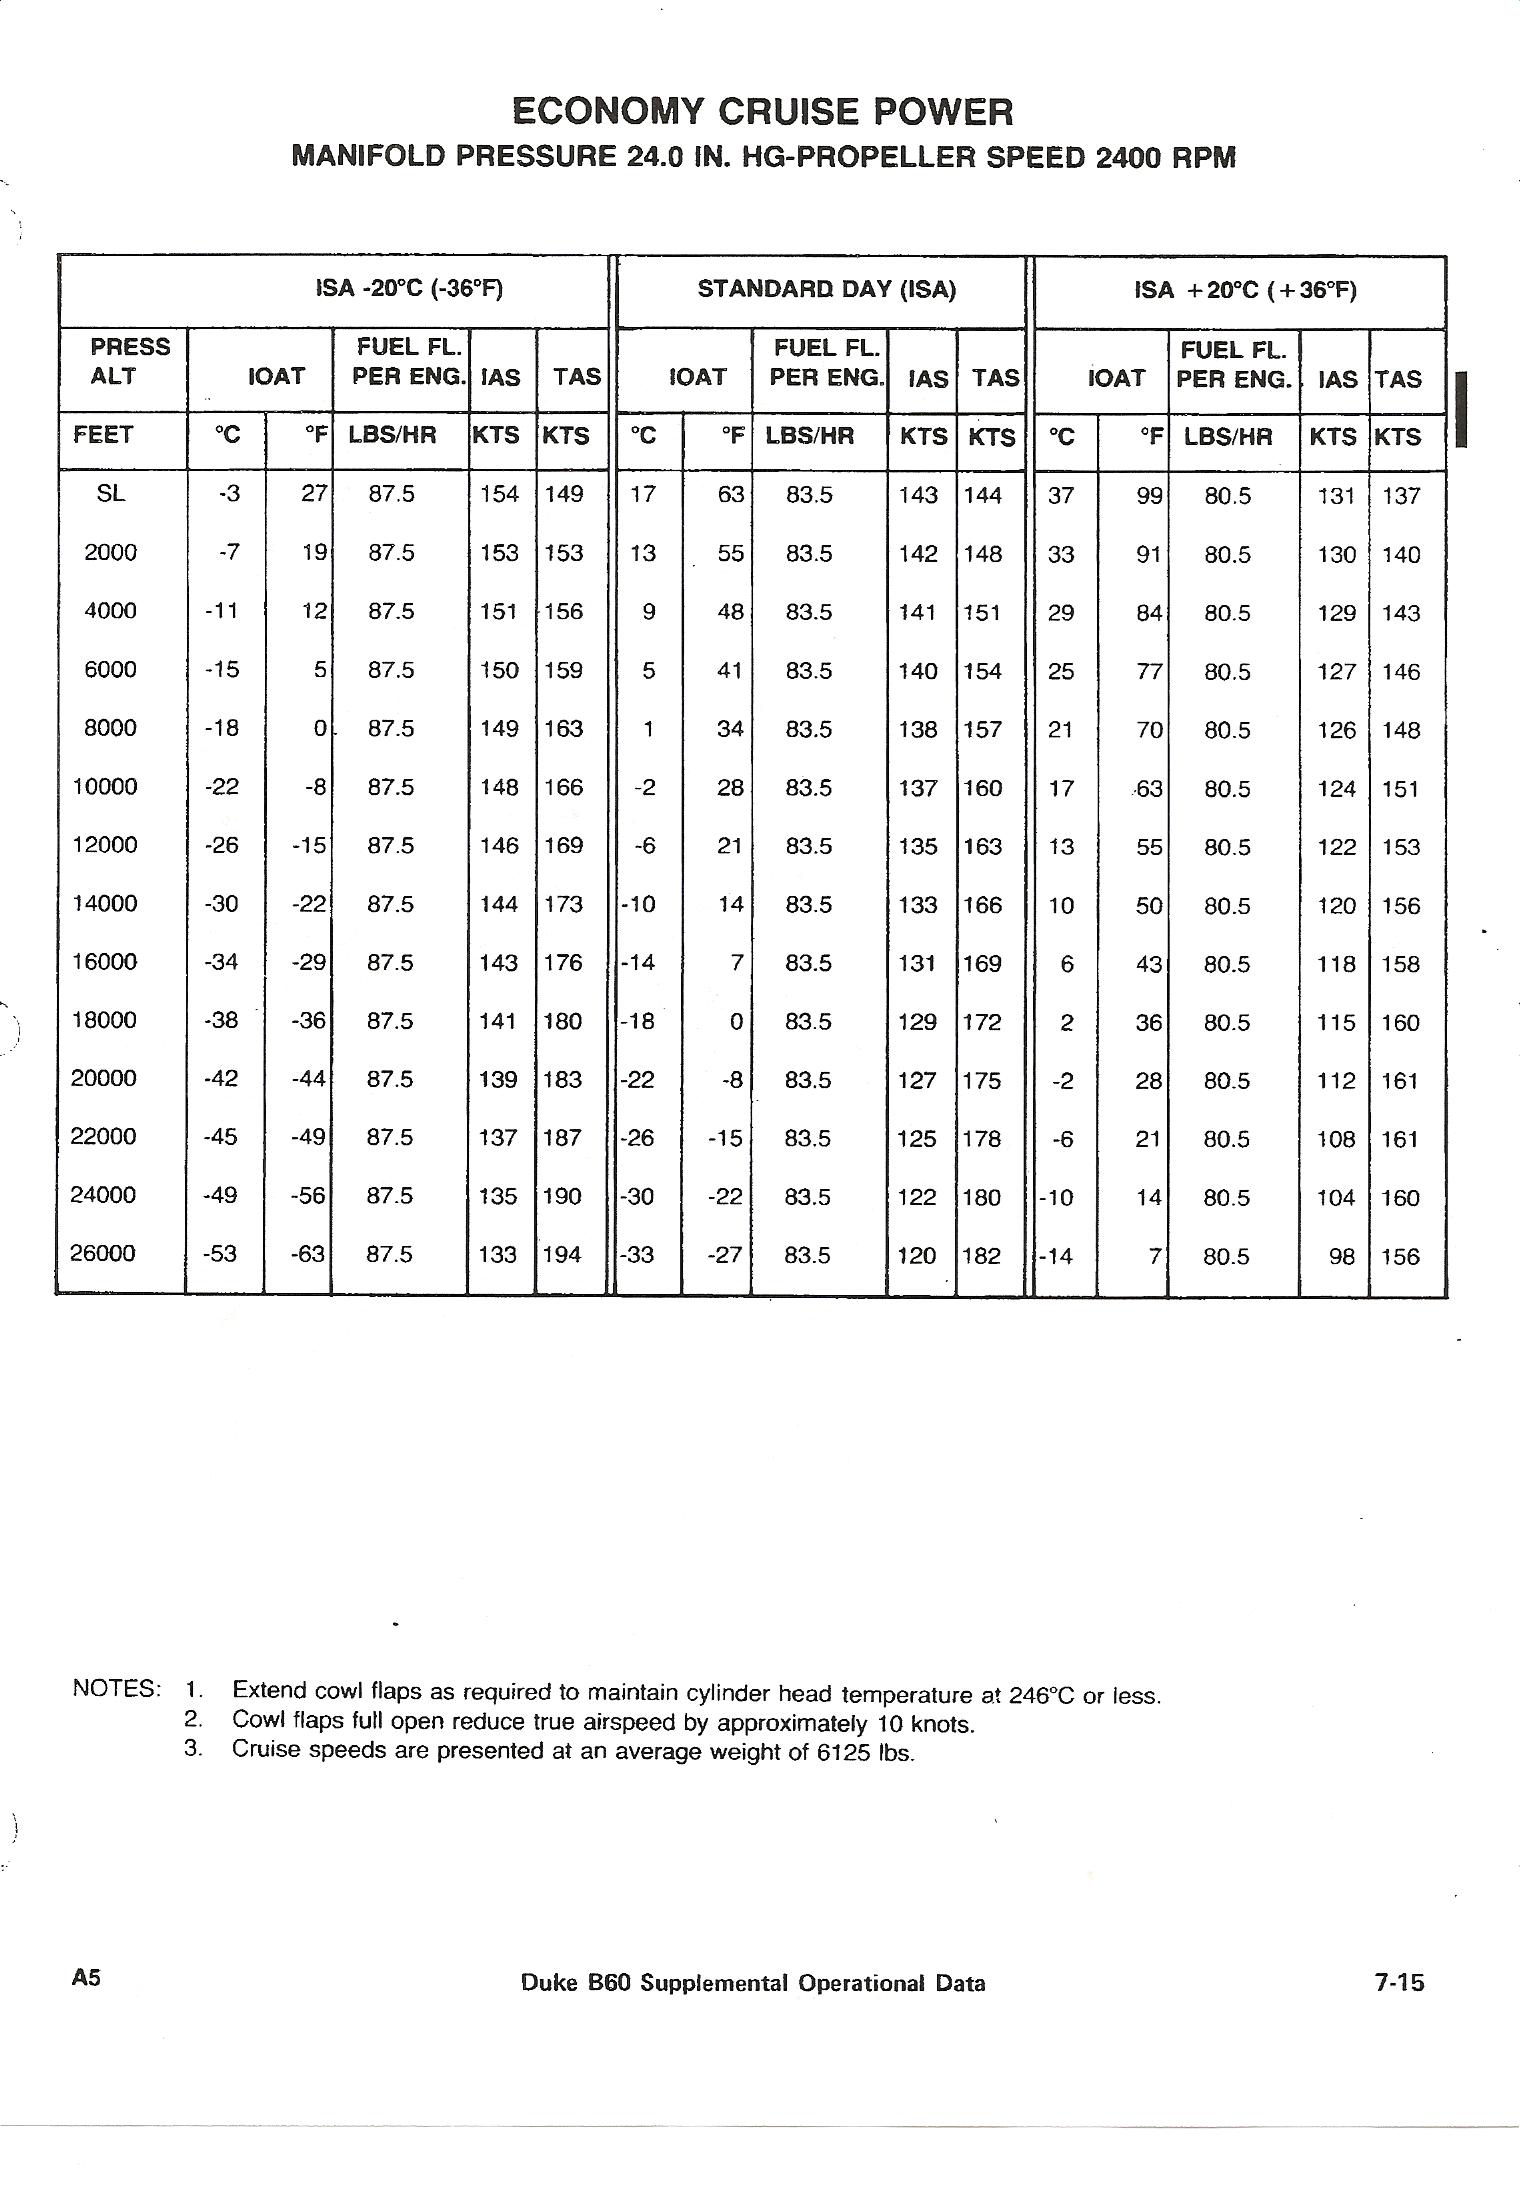 ECONOMY CRUISE POWER
MANIFOLD PRESSURE 24.0 IN. HG-PROPELLER SPEED 2400 RPM
ISA -20°C (-36°F) STANDARD DAY (ISA) ISA +20°C (+36°F)
PRESS FUEL FL. FUEL FL. FUEL FL.
ALT IOAT PER ENG. IAS TAS IOAT PER ENG. IAS TAS IOAT PER ENG. IAS TAS
FEET °C °F LBS/HR KTS KTS °C °F LBS/HR KTS KTS °C °F LBS/HR KTS KTS
SL -3 27 87.5 154 149 17 63 83.5 143 144 37 99 80.5 131 137
2000 -7 19 87.5 153 153 13 55 83.5 142 148 33 91 80.5 130 140
4000 -11 12 87.5 151 156 9 48 83.5 141 151 29 84 80.5 129 143
6000 -15 5 87.5 150 159 5 41 83.5 140 154 25 77 80.5 127 146
8000 -18 0 87.5 149 163 1 34 83.5 138 157 21 70 80.5 126 148
10000 -22 -8 87.5 148 166 -2 28 83.5 137 160 17 63 80.5 124 151
12000 -26 -15 87.5 146 169 -6 21 83.5 135 163 13 55 80.5 122 153
14000 -30 -22 87.5 144 173 -10 14 83.5 133 166 10 50 80.5 120 156
16000 -34 -29 87.5 143 176 -14 7 83.5 131 169 6 43 80.5 118 158
18000 -38 -36 87.5 141 180 -18 0 83.5 129 172 2 36 80.5 115 160
20000 -42 -44 87.5 139 183 -22 -8 83.5 127 175 -2 28 80.5 112 161
22000 -45 -49 87.5 137 187 -26 -15 83.5 125 178 -6 21 80.5 108 161
24000 -49 -56 87.5 135 190 -30 -22 83.5 122 180 -10 14 80.5 104 160
26000 -53 -63 87.5 133 194 -33 -27 83.5 120 182 -14 7 80.5 98 156
NOTES: 1. Extend cowl flaps as required to maintain cylinder head temperature at 246°C or less.
2. Cowl flaps full open reduce true airspeed by approximately 10 knots.
3. Cruise speeds are presented at an average weight of 6125 lbs.
A5 Duke B60 Supplemental Operational Data 7-15